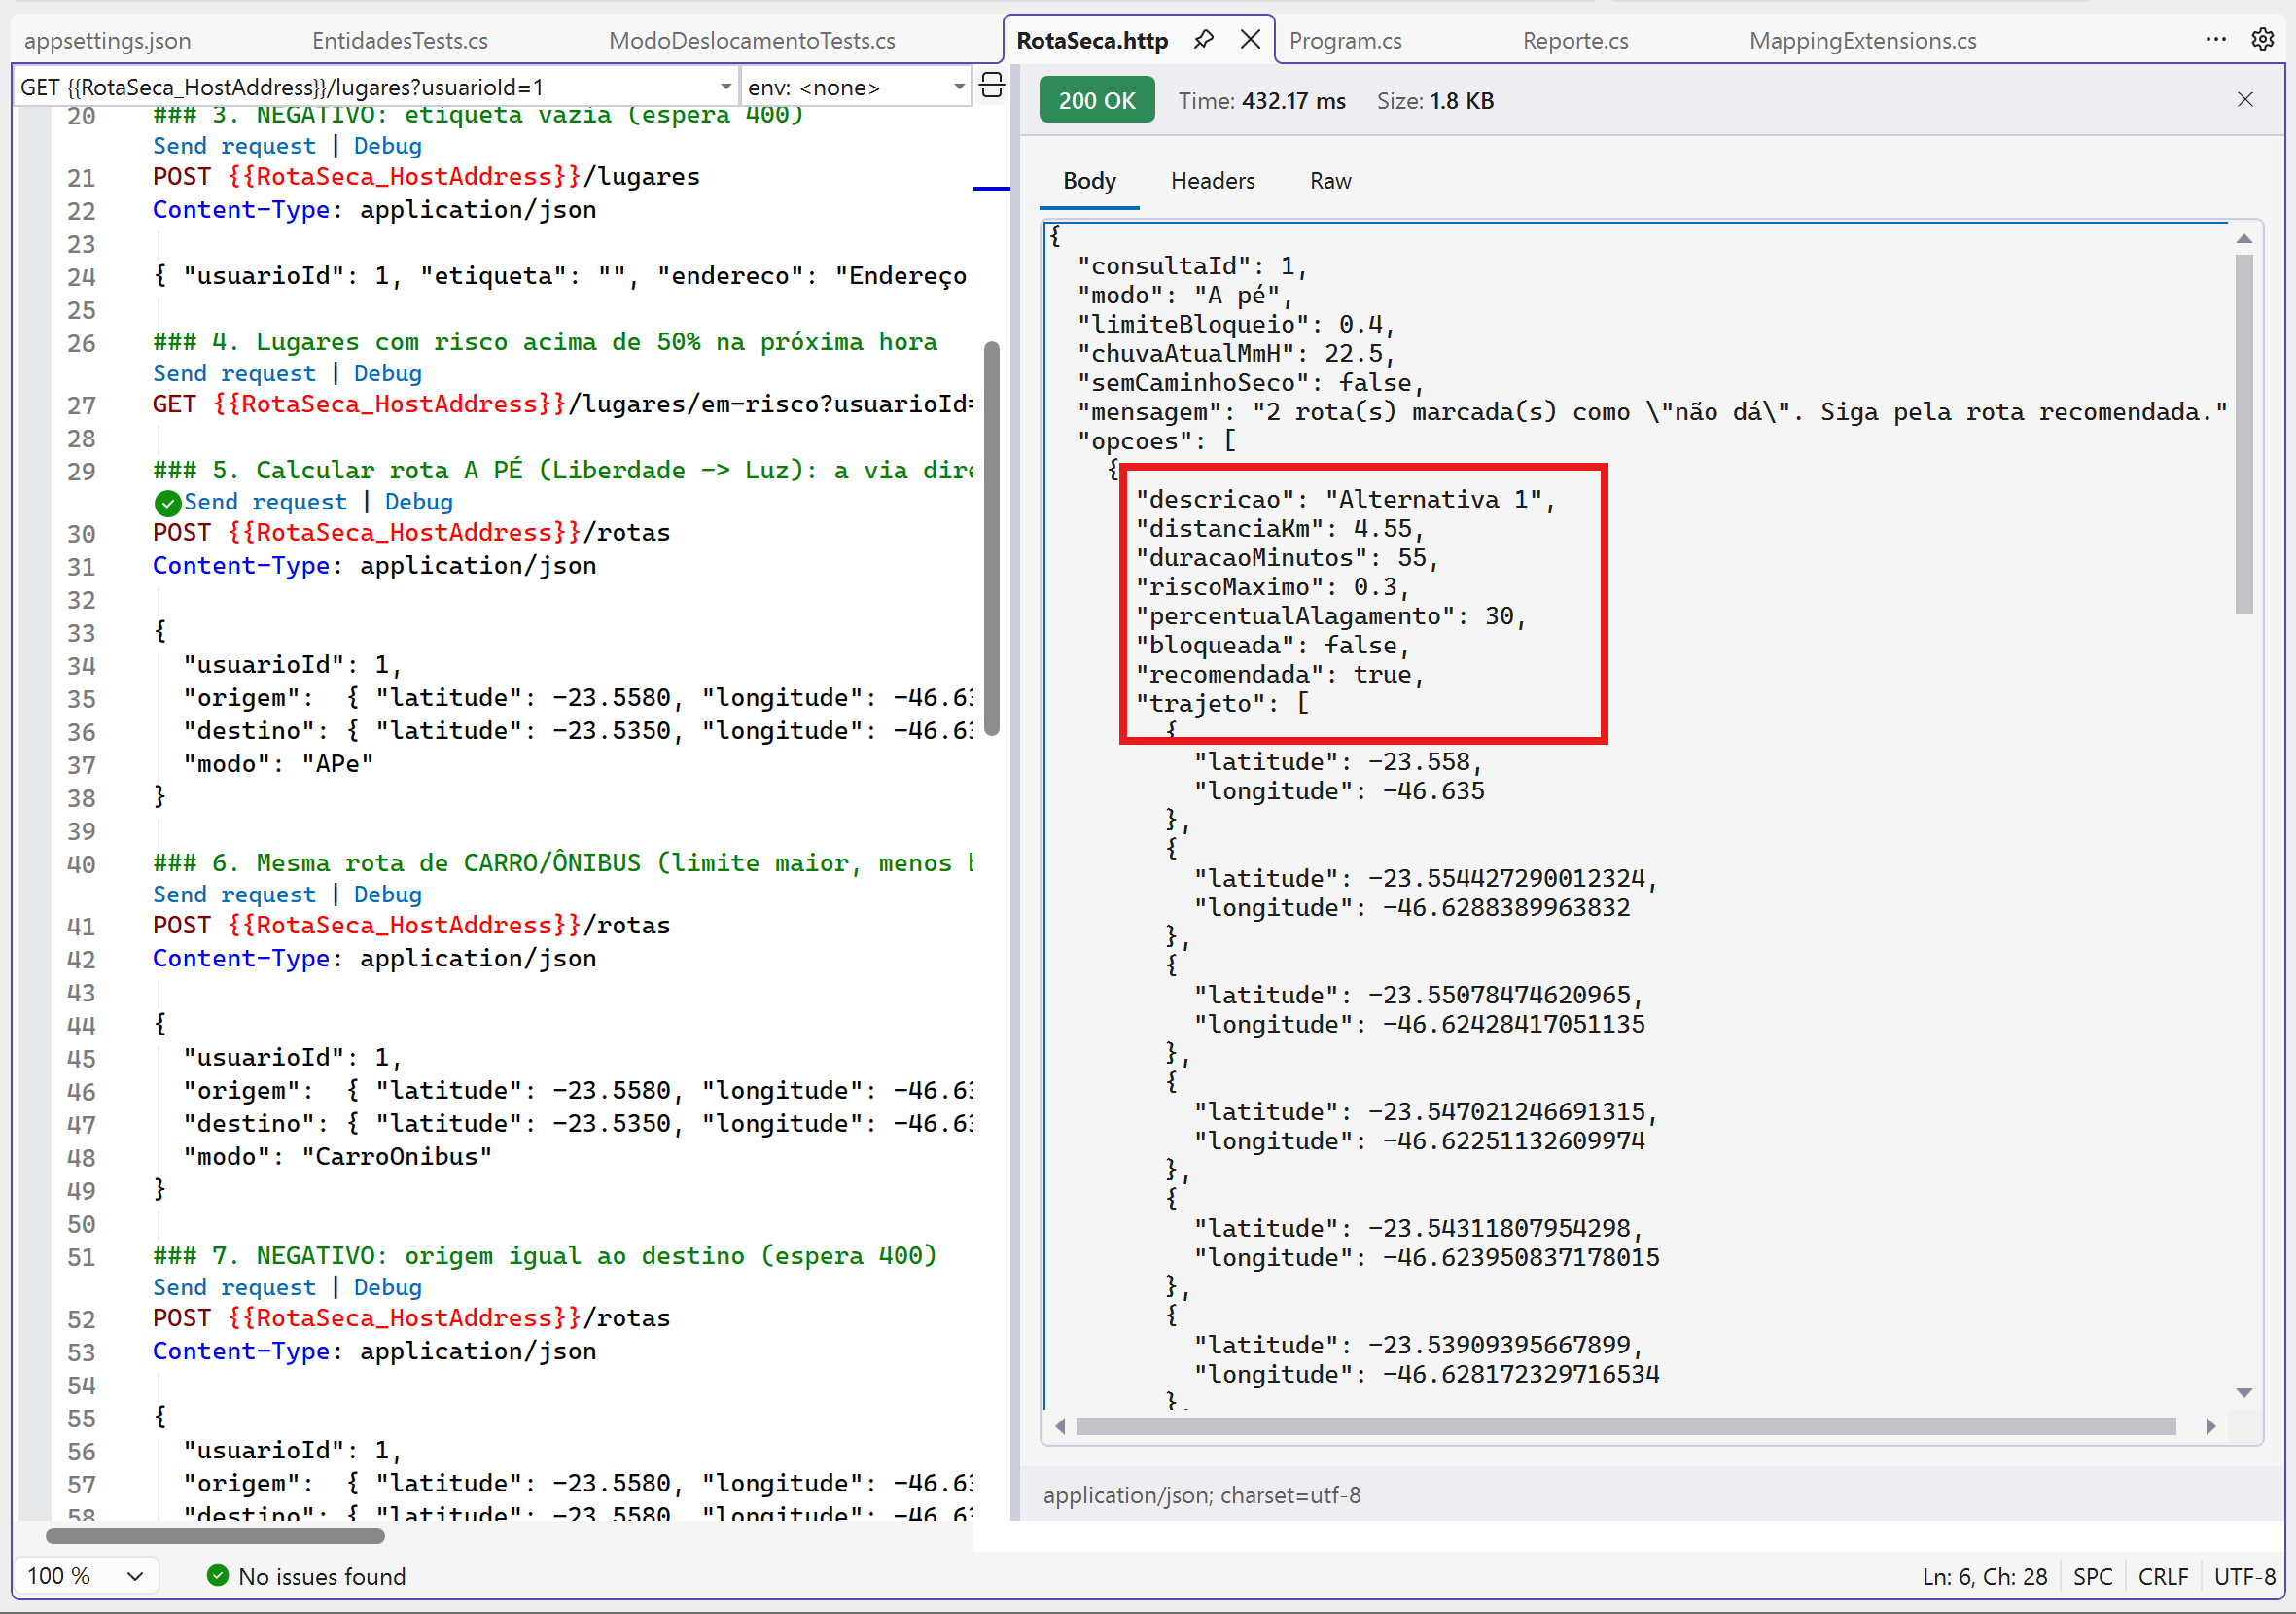 appsettings.json EntidadesTests.cs ModoDeslocamentoTests.cs RotaSeca.http Program.cs Reporte.cs MappingExtensions.cs
GET {{RotaSeca_HostAddress}}/lugares?usuarioId=1 env: <none>
20 ### 3. NEGATIVO: etiqueta vazia (espera 400)
Send request | Debug
21 POST {{RotaSeca_HostAddress}}/lugares
22 Content-Type: application/json
23
24 { "usuarioId": 1, "etiqueta": "", "endereco": "Endereço
25
26 ### 4. Lugares com risco acima de 50% na próxima hora
Send request | Debug
27 GET {{RotaSeca_HostAddress}}/lugares/em-risco?usuarioId=
28
29 ### 5. Calcular rota A PÉ (Liberdade -> Luz): a via dire
Send request | Debug
30 POST {{RotaSeca_HostAddress}}/rotas
31 Content-Type: application/json
32
33 {
34 "usuarioId": 1,
35 "origem": { "latitude": -23.5580, "longitude": -46.63
36 "destino": { "latitude": -23.5350, "longitude": -46.63
37 "modo": "APe"
38 }
39
40 ### 6. Mesma rota de CARRO/ÔNIBUS (limite maior, menos b
Send request | Debug
41 POST {{RotaSeca_HostAddress}}/rotas
42 Content-Type: application/json
43
44 {
45 "usuarioId": 1,
46 "origem": { "latitude": -23.5580, "longitude": -46.63
47 "destino": { "latitude": -23.5350, "longitude": -46.63
48 "modo": "CarroOnibus"
49 }
50
51 ### 7. NEGATIVO: origem igual ao destino (espera 400)
Send request | Debug
52 POST {{RotaSeca_HostAddress}}/rotas
53 Content-Type: application/json
54
55 {
56 "usuarioId": 1,
57 "origem": { "latitude": -23.5580, "longitude": -46.63
58 "destino": { "latitude": -23.5580, "longitude": -46.63
200 OK Time: 432.17 ms Size: 1.8 KB
Body Headers Raw
{
"consultaId": 1,
"modo": "A pé",
"limiteBloqueio": 0.4,
"chuvaAtualMmH": 22.5,
"semCaminhoSeco": false,
"mensagem": "2 rota(s) marcada(s) como \"não dá\". Siga pela rota recomendada."
"opcoes": [
{
"descricao": "Alternativa 1",
"distanciaKm": 4.55,
"duracaoMinutos": 55,
"riscoMaximo": 0.3,
"percentualAlagamento": 30,
"bloqueada": false,
"recomendada": true,
"trajeto": [
{
"latitude": -23.558,
"longitude": -46.635
},
{
"latitude": -23.554427290012324,
"longitude": -46.6288389963832
},
{
"latitude": -23.55078474620965,
"longitude": -46.62428417051135
},
{
"latitude": -23.547021246691315,
"longitude": -46.62251132609974
},
{
"latitude": -23.54311807954298,
"longitude": -46.623950837178015
},
{
"latitude": -23.53909395667899,
"longitude": -46.628172329716534
},
application/json; charset=utf-8
100 % No issues found Ln: 6, Ch: 28 SPC CRLF UTF-8